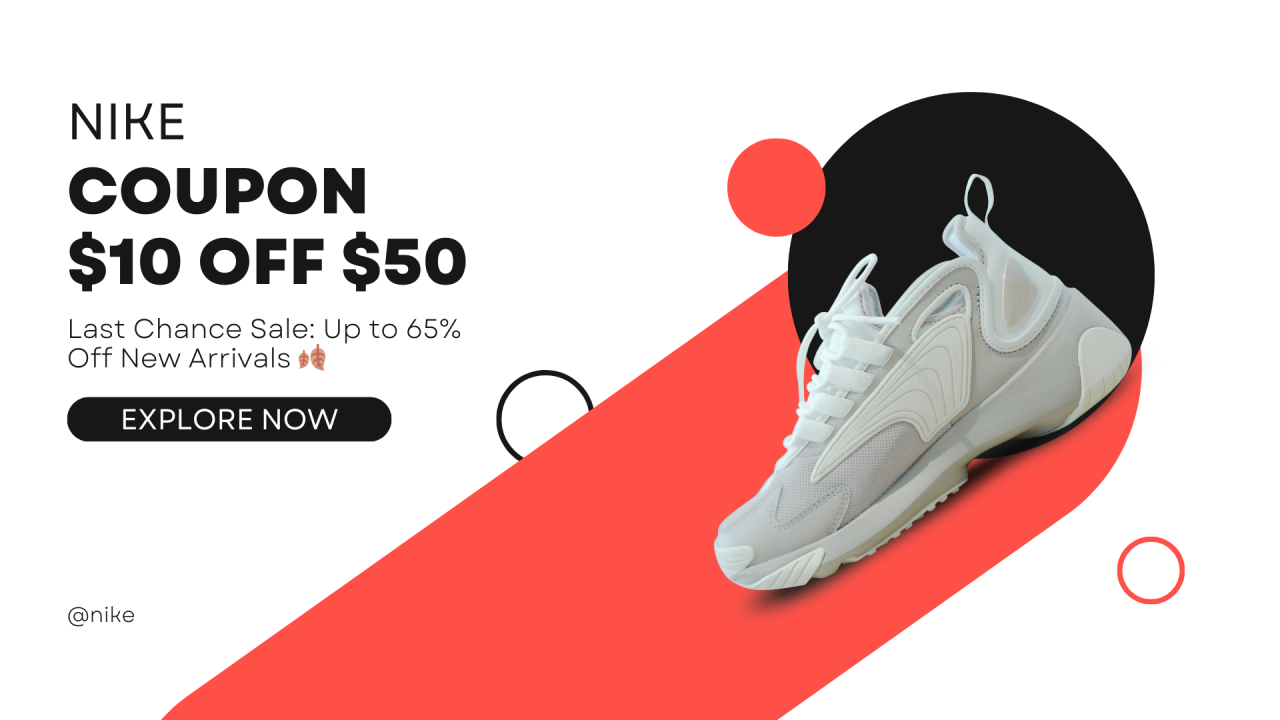 NIKE
COUPON
$10 OFF $50
Last Chance Sale: Up to 65%
Off New Arrivals 🍂
EXPLORE NOW
@nike